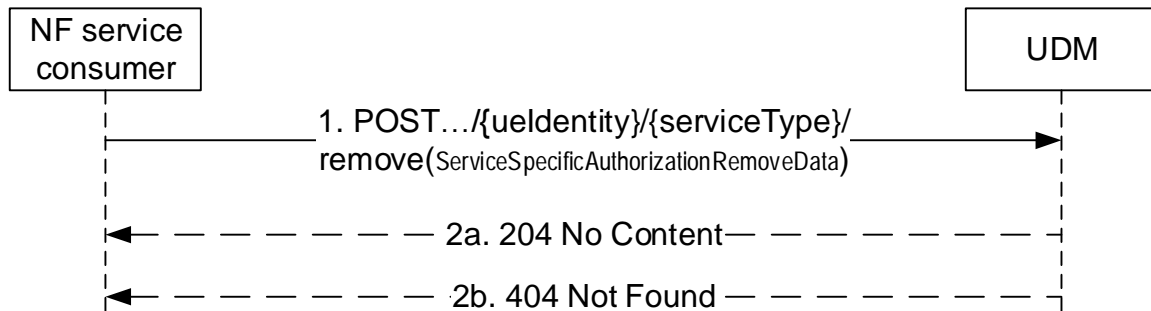 NF service
consumer
UDM
1. POST…/{ueIdentity}/{serviceType}/
remove(ServiceSpecificAuthorizationRemoveData)
2a. 204 No Content
2b. 404 Not Found